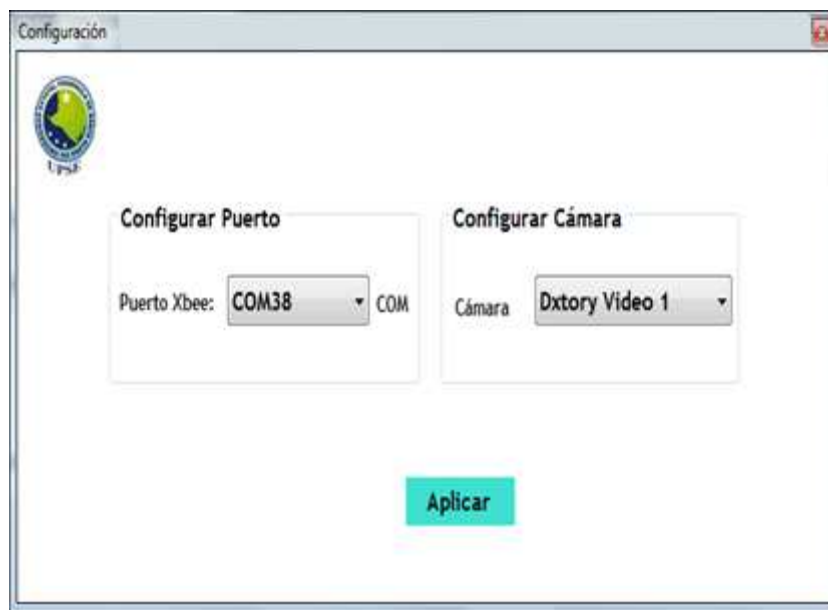 Configuración
UPSE
Configurar Puerto
Puerto Xbee: COM38 COM
Configurar Cámara
Cámara Dxtory Video 1
Aplicar